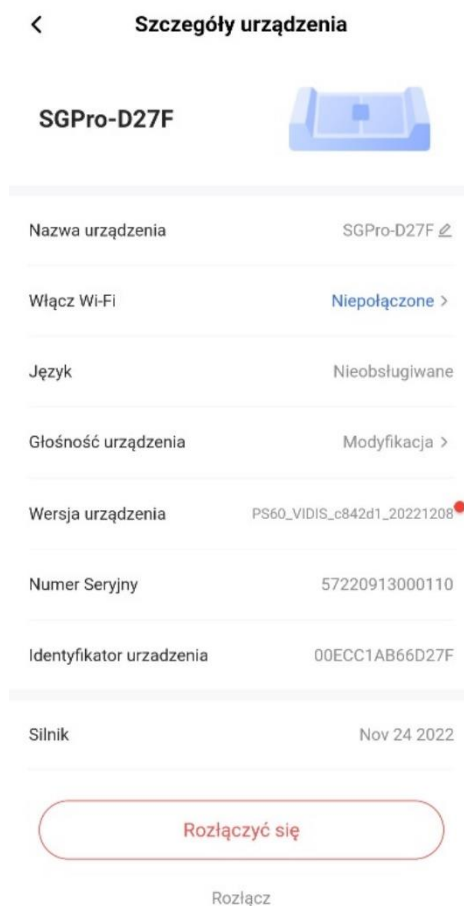 Szczegóły urządzenia
SGPro-D27F
Nazwa urządzenia SGPro-D27F
Włącz Wi-Fi Niepołączone >
Język Nieobsługiwane
Głośność urządzenia Modyfikacja >
Wersja urządzenia PS60_VIDIS_c842d1_20221208
Numer Seryjny 57220913000110
Identyfikator urzadzenia 00ECC1AB66D27F
Silnik Nov 24 2022
Rozłączyć się
Rozłącz